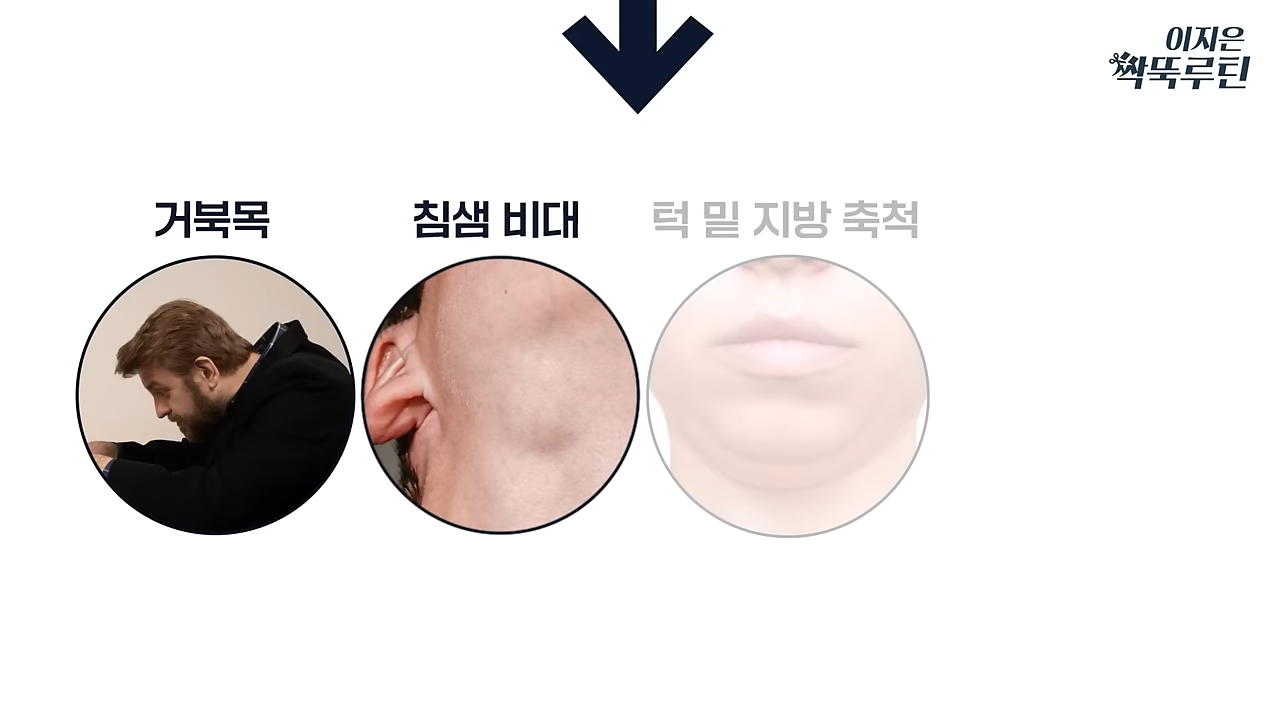 이지은
싹뚝루틴
거북목
침샘 비대
턱 밑 지방 축척